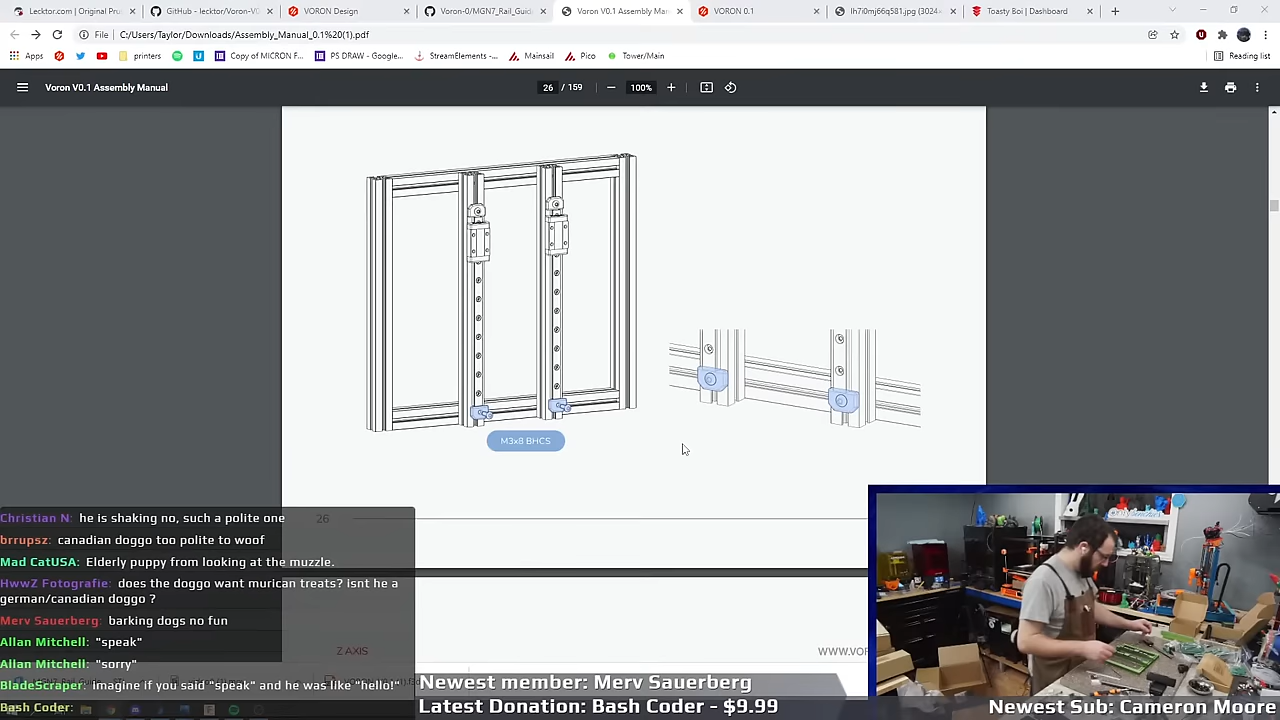 Lecktor.com | Original Pru
GitHub - lecktor/Voron-V0
VORON Design
Voron-0/MGN7_Rail_Guid
Voron V0.1 Assembly Man
VORON 0.1
lh7i0mj66q581.jpg (3024×
Toasty Boi | Dashboard
File
C:/Users/Taylor/Downloads/Assembly_Manual_0.1%20(1).pdf
Apps
printers
Copy of MICRON F...
PS DRAW - Google...
StreamElements -...
Mainsail
Pico
Tower/Main
Reading list
Voron V0.1 Assembly Manual
26 / 159
100%
M3x8 BHCS
26
Z AXIS
WWW.VOR
Christian N: he is shaking no, such a polite one
brrupsz: canadian doggo too polite to woof
Mad CatUSA: Elderly puppy from looking at the muzzle.
HwwZ Fotografie: does the doggo want murican treats? Isnt he a
german/canadian doggo ?
Merv Sauerberg: barking dogs no fun
Allan Mitchell: "speak"
Allan Mitchell: "sorry"
BladeScraper: imagine if you said "speak" and he was like "hello!"
Bash Coder:
Newest member: Merv Sauerberg
Latest Donation: Bash Coder - $9.99
Newest Sub: Cameron Moore